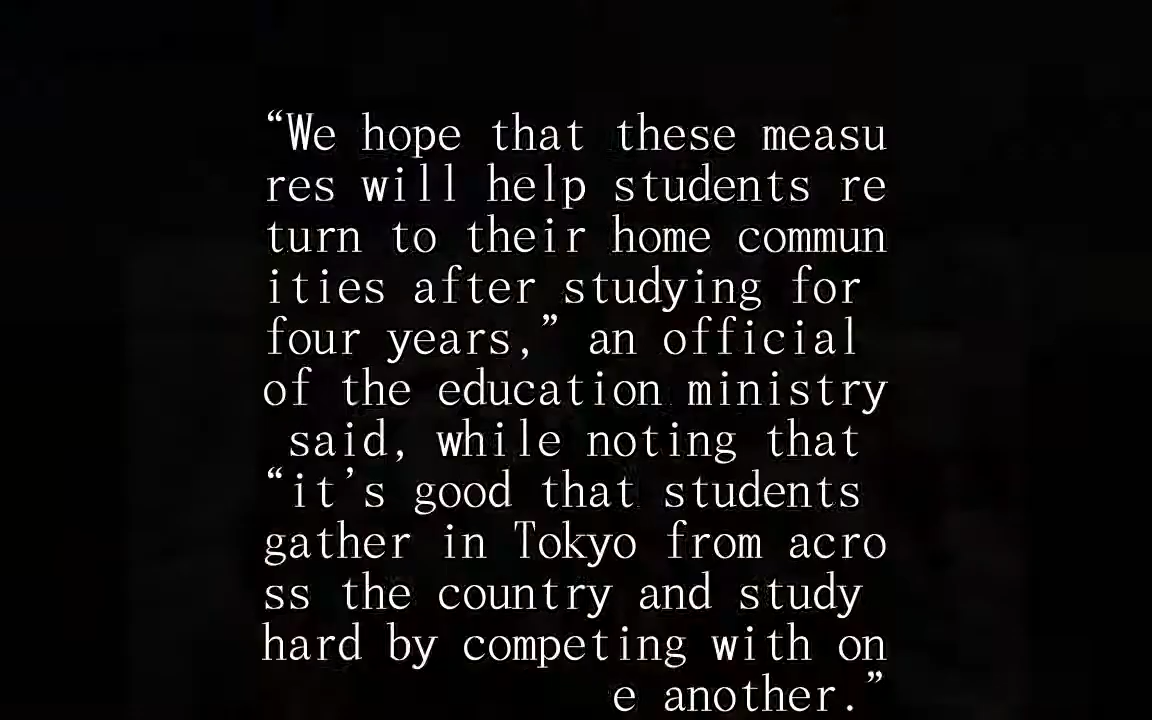 “We hope that these measu
res will help students re
turn to their home commun
ities after studying for
four years,” an official
of the education ministry
said, while noting that
“it’s good that students
gather in Tokyo from acro
ss the country and study
hard by competing with on
e another.”